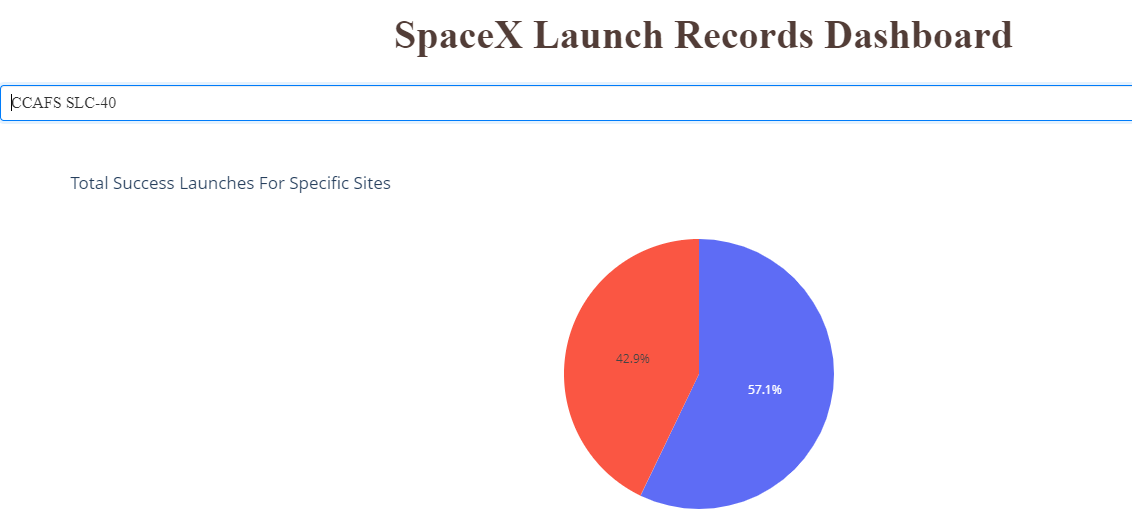 SpaceX Launch Records Dashboard
CCAFS SLC-40
Total Success Launches For Specific Sites
42.9%
57.1%